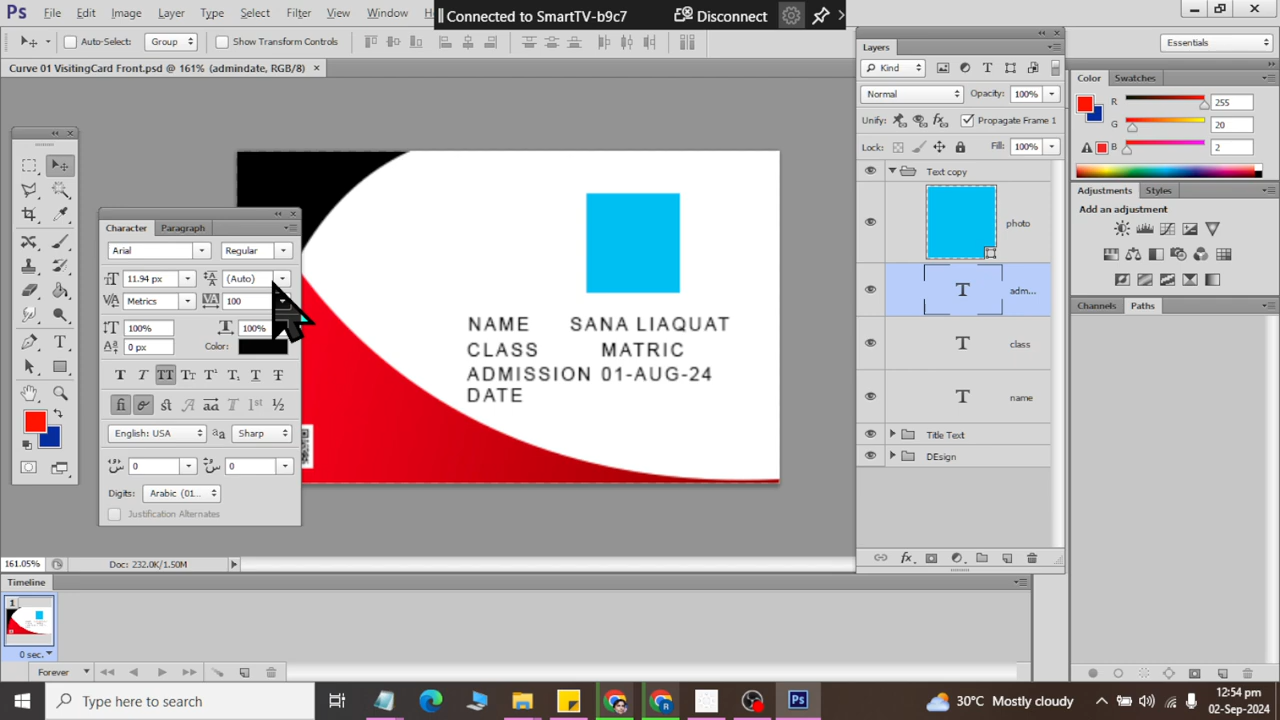 Ps File Edit Image Layer Type Select Filter View Window
Connected to SmartTV-b9c7 Disconnect
Auto-Select: Group Show Transform Controls Essentials
Curve 01 VisitingCard Front.psd @ 161% (admindate, RGB/8) ×
Layers
Kind
Normal Opacity: 100%
Unify: Propagate Frame 1
Lock: Fill: 100%
Text copy
photo
adm...
class
name
Title Text
DEsign
Color Swatches
R 255
G 20
B 2
Adjustments Styles
Add an adjustment
Channels Paths
Character Paragraph
Arial Regular
11.94 px (Auto)
Metrics 100
100% 100%
0 px Color:
English: USA Sharp
0 0
Digits: Arabic (01...
Justification Alternates
NAME SANA LIAQUAT
CLASS MATRIC
ADMISSION 01-AUG-24
DATE
161.05% Doc: 232.0K/1.50M
Timeline
1
0 sec.
Forever
Type here to search
30°C Mostly cloudy
12:54 pm
02-Sep-2024